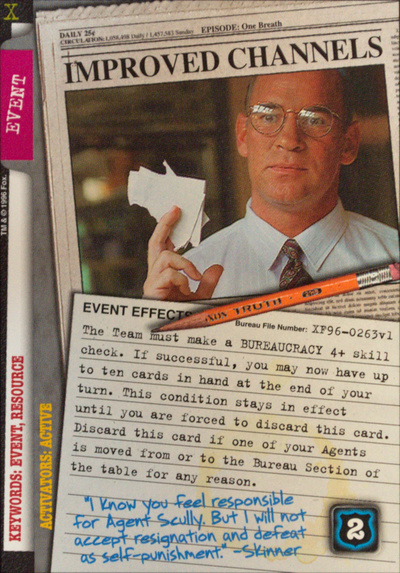 X
DAILY 25¢ EPISODE: One Breath
CIRCULATION: 1,058,498 Daily / 1,457,582 Sunday
IMPROVED CHANNELS
EVENT
TM & © 1996 Fox.
TRUTH
EVENT EFFECTS
Bureau File Number: XF96-0263v1
The Team must make a BUREAUCRACY 4+ skill
check. If successful, you may now have up
to ten cards in hand at the end of your
turn. This condition stays in effect
until you are forced to discard this card.
Discard this card if one of your Agents
is moved from or to the Bureau Section of
the table for any reason.
"I know you feel responsible
for Agent Scully. But I will not
accept resignation and defeat
as self-punishment." -Skinner
2
KEYWORDS: EVENT, RESOURCE
ACTIVATORS: ACTIVE